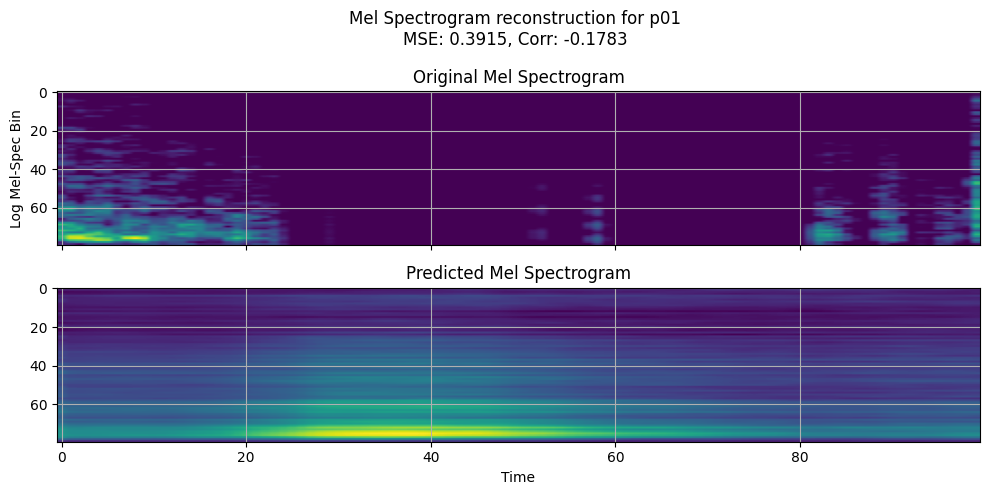 Mel Spectrogram reconstruction for p01
MSE: 0.3915, Corr: -0.1783
Original Mel Spectrogram
Log Mel-Spec Bin
0
20
40
60
Predicted Mel Spectrogram
0
20
40
60
0 20 40 60 80
Time